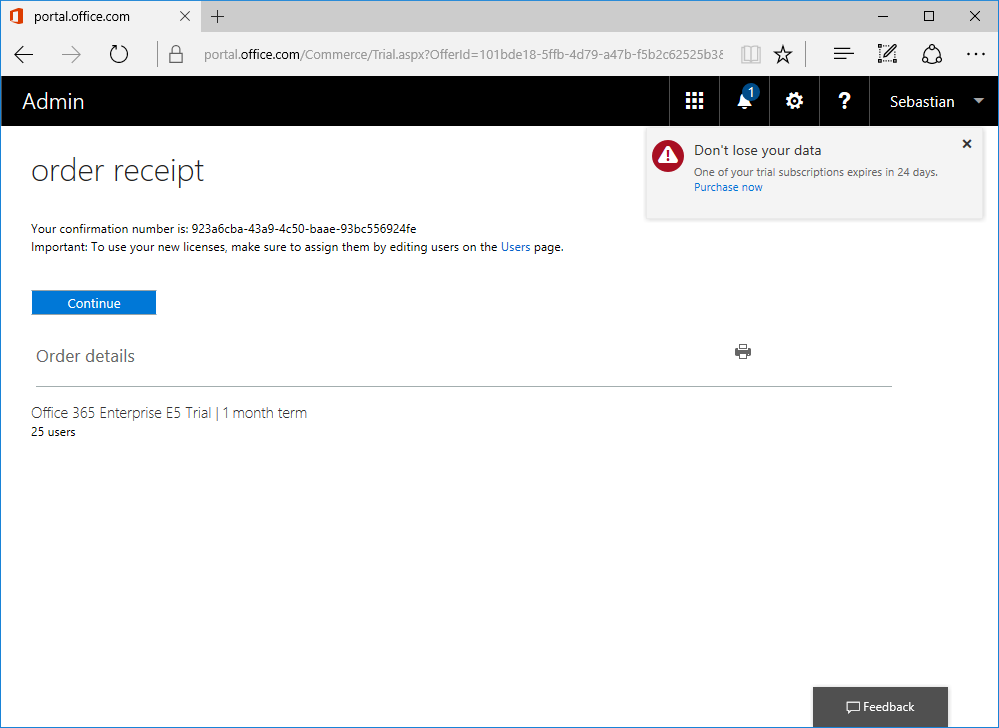 portal.office.com
portal.office.com/Commerce/Trial.aspx?OfferId=101bde18-5ffb-4d79-a47b-f5b2c62525b38
Admin
1
?
Sebastian
Don't lose your data
One of your trial subscriptions expires in 24 days.
Purchase now
order receipt
Your confirmation number is: 923a6cba-43a9-4c50-baae-93bc556924fe
Important: To use your new licenses, make sure to assign them by editing users on the Users page.
Continue
Order details
Office 365 Enterprise E5 Trial | 1 month term
25 users
Feedback